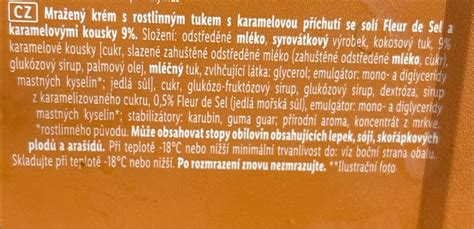 CZ Mražený krém s rostlinným tukem s karamelovou příchutí se solí Fleur de Sel a
karamelovými kousky 9%. Složení: odstředěné mléko, syrovátkový výrobek, kokosový tuk, 9%
karamelové kousky [cukr, slazené zahuštěné odstředěné mléko (zahuštěné odstředěné mléko, cukr),
glukózový sirup, palmový olej, mléčný tuk, zvlhčující látka: glycerol; emulgátor: mono- a diglyceridy
mastných kyselin*; jedlá sůl], cukr, glukózo-fruktózový sirup, glukózový sirup, dextróza, sirup
z karamelizovaného cukru, 0,5% Fleur de Sel (jedlá mořská sůl), emulgátor: mono- a diglyceridy
mastných kyselin*; stabilizátory: karubin, guma guar; přírodní aroma, koncentrát z mrkve.
*rostlinného původu. Může obsahovat stopy obilovin obsahujících lepek, sóji, skořápkových
plodů a arašídů. Při teplotě -18°C nebo nižší minimální trvanlivost do: viz boční strana obalu.
Skladujte při teplotě -18°C nebo nižší. Po rozmrazení znovu nezmrazujte. **Ilustrační foto